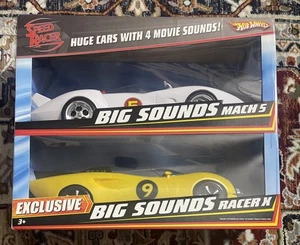 SPEED RACER
HUGE CARS WITH 4 MOVIE SOUNDS!
Hot Wheels
5
BIG SOUNDS MACH 5
9
EXCLUSIVE BIG SOUNDS RACER X
3+